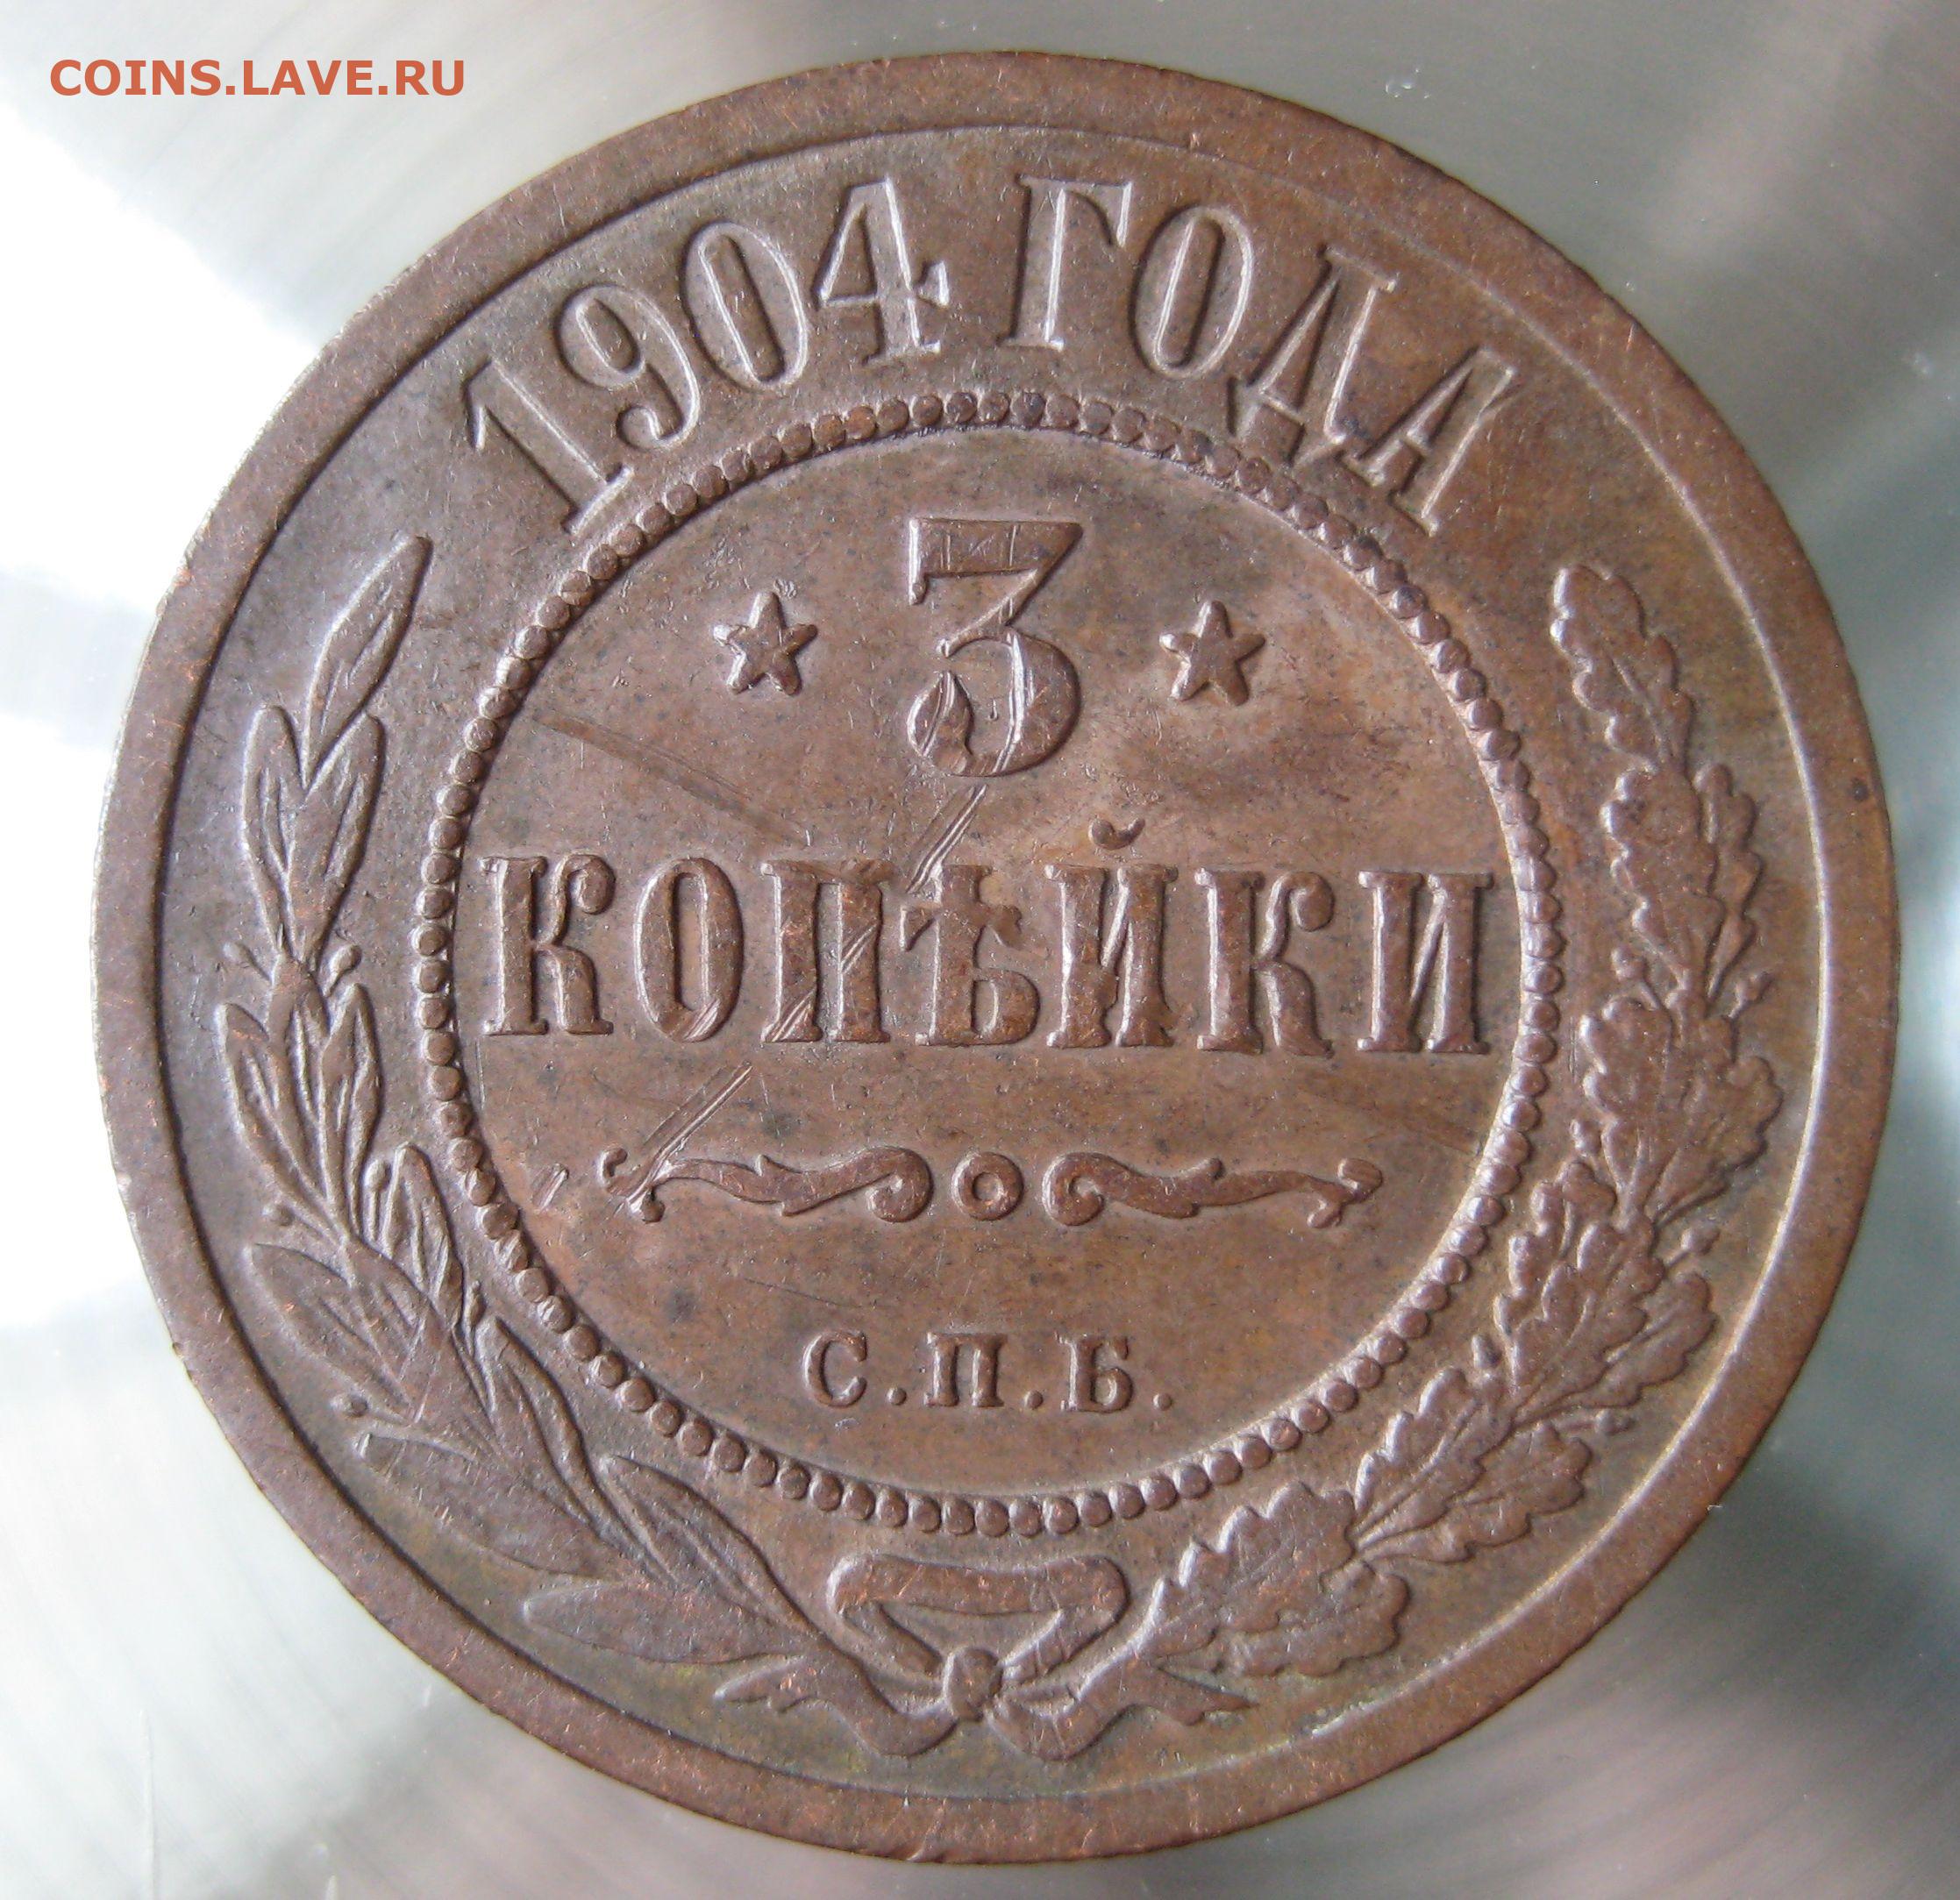 COINS.LAVE.RU
1904 ГОДА
3
КОПѢЙКИ
С.П.Б.